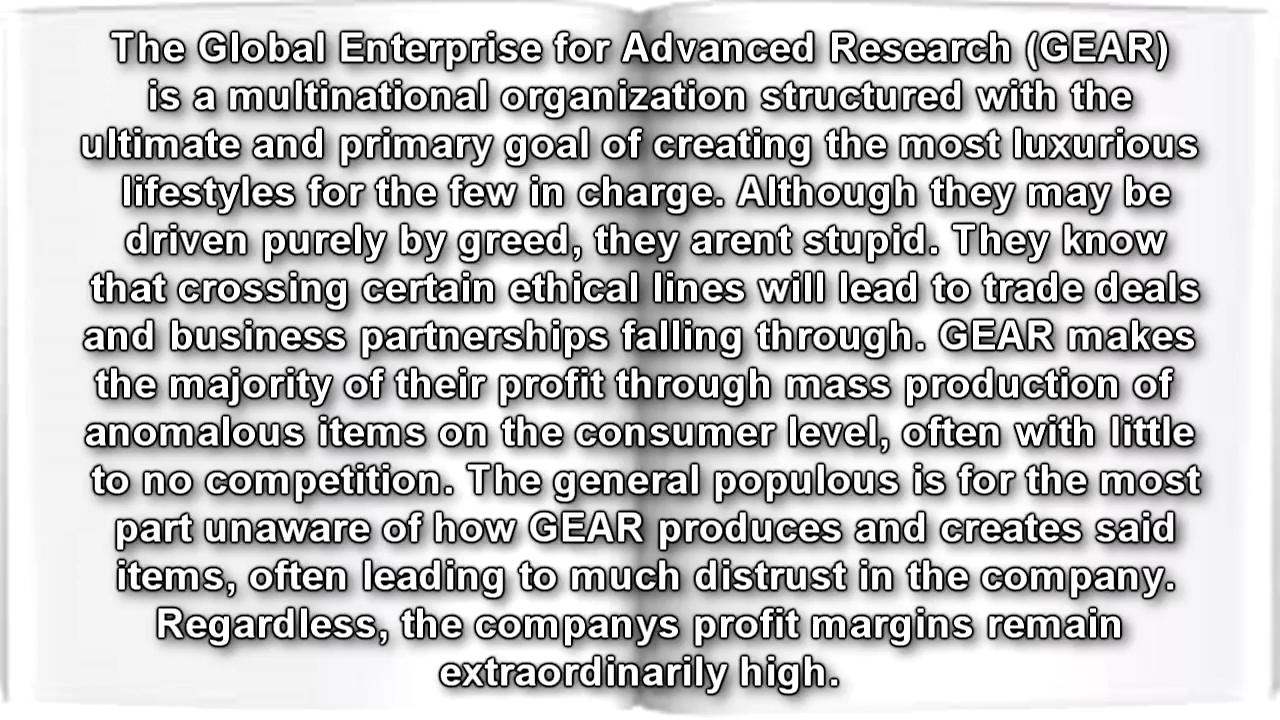 The Global Enterprise for Advanced Research (GEAR)
is a multinational organization structured with the
ultimate and primary goal of creating the most luxurious
lifestyles for the few in charge. Although they may be
driven purely by greed, they arent stupid. They know
that crossing certain ethical lines will lead to trade deals
and business partnerships falling through. GEAR makes
the majority of their profit through mass production of
anomalous items on the consumer level, often with little
to no competition. The general populous is for the most
part unaware of how GEAR produces and creates said
items, often leading to much distrust in the company.
Regardless, the companys profit margins remain
extraordinarily high.